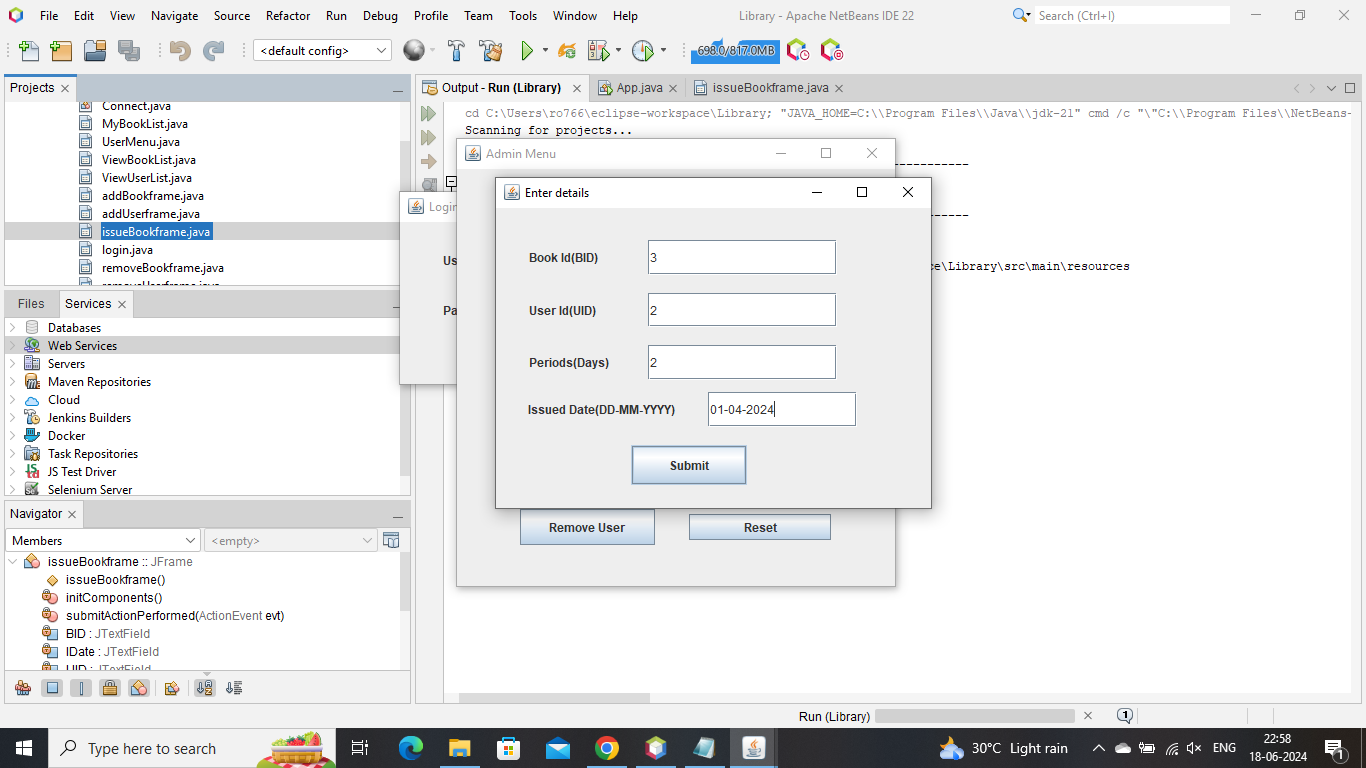 File Edit View Navigate Source Refactor Run Debug Profile Team Tools Window Help
Library - Apache NetBeans IDE 22
Search (Ctrl+I)
<default config>
698.0/817.0MB
Projects
Connect.java
MyBookList.java
UserMenu.java
ViewBookList.java
ViewUserList.java
addBookframe.java
addUserframe.java
issueBookframe.java
login.java
removeBookframe.java
removeUserframe.java
Files Services
Databases
Web Services
Servers
Maven Repositories
Cloud
Jenkins Builders
Docker
Task Repositories
JS Test Driver
Selenium Server
Navigator
Members
<empty>
issueBookframe :: JFrame
issueBookframe()
initComponents()
submitActionPerformed(ActionEvent evt)
BID : JTextField
IDate : JTextField
UID : JTextField
Output - Run (Library) App.java issueBookframe.java
cd C:\Users\ro766\eclipse-workspace\Library; "JAVA_HOME=C:\\Program Files\\Java\\jdk-21" cmd /c "\"C:\\Program Files\\NetBeans-
Scanning for projects...
------------
------------
ce\Library\src\main\resources
Login
Us
Pa
Admin Menu
Remove User
Reset
Enter details
Book Id(BID) 3
User Id(UID) 2
Periods(Days) 2
Issued Date(DD-MM-YYYY) 01-04-2024
Submit
Run (Library)
1
Type here to search
30°C Light rain
ENG
22:58
18-06-2024
1